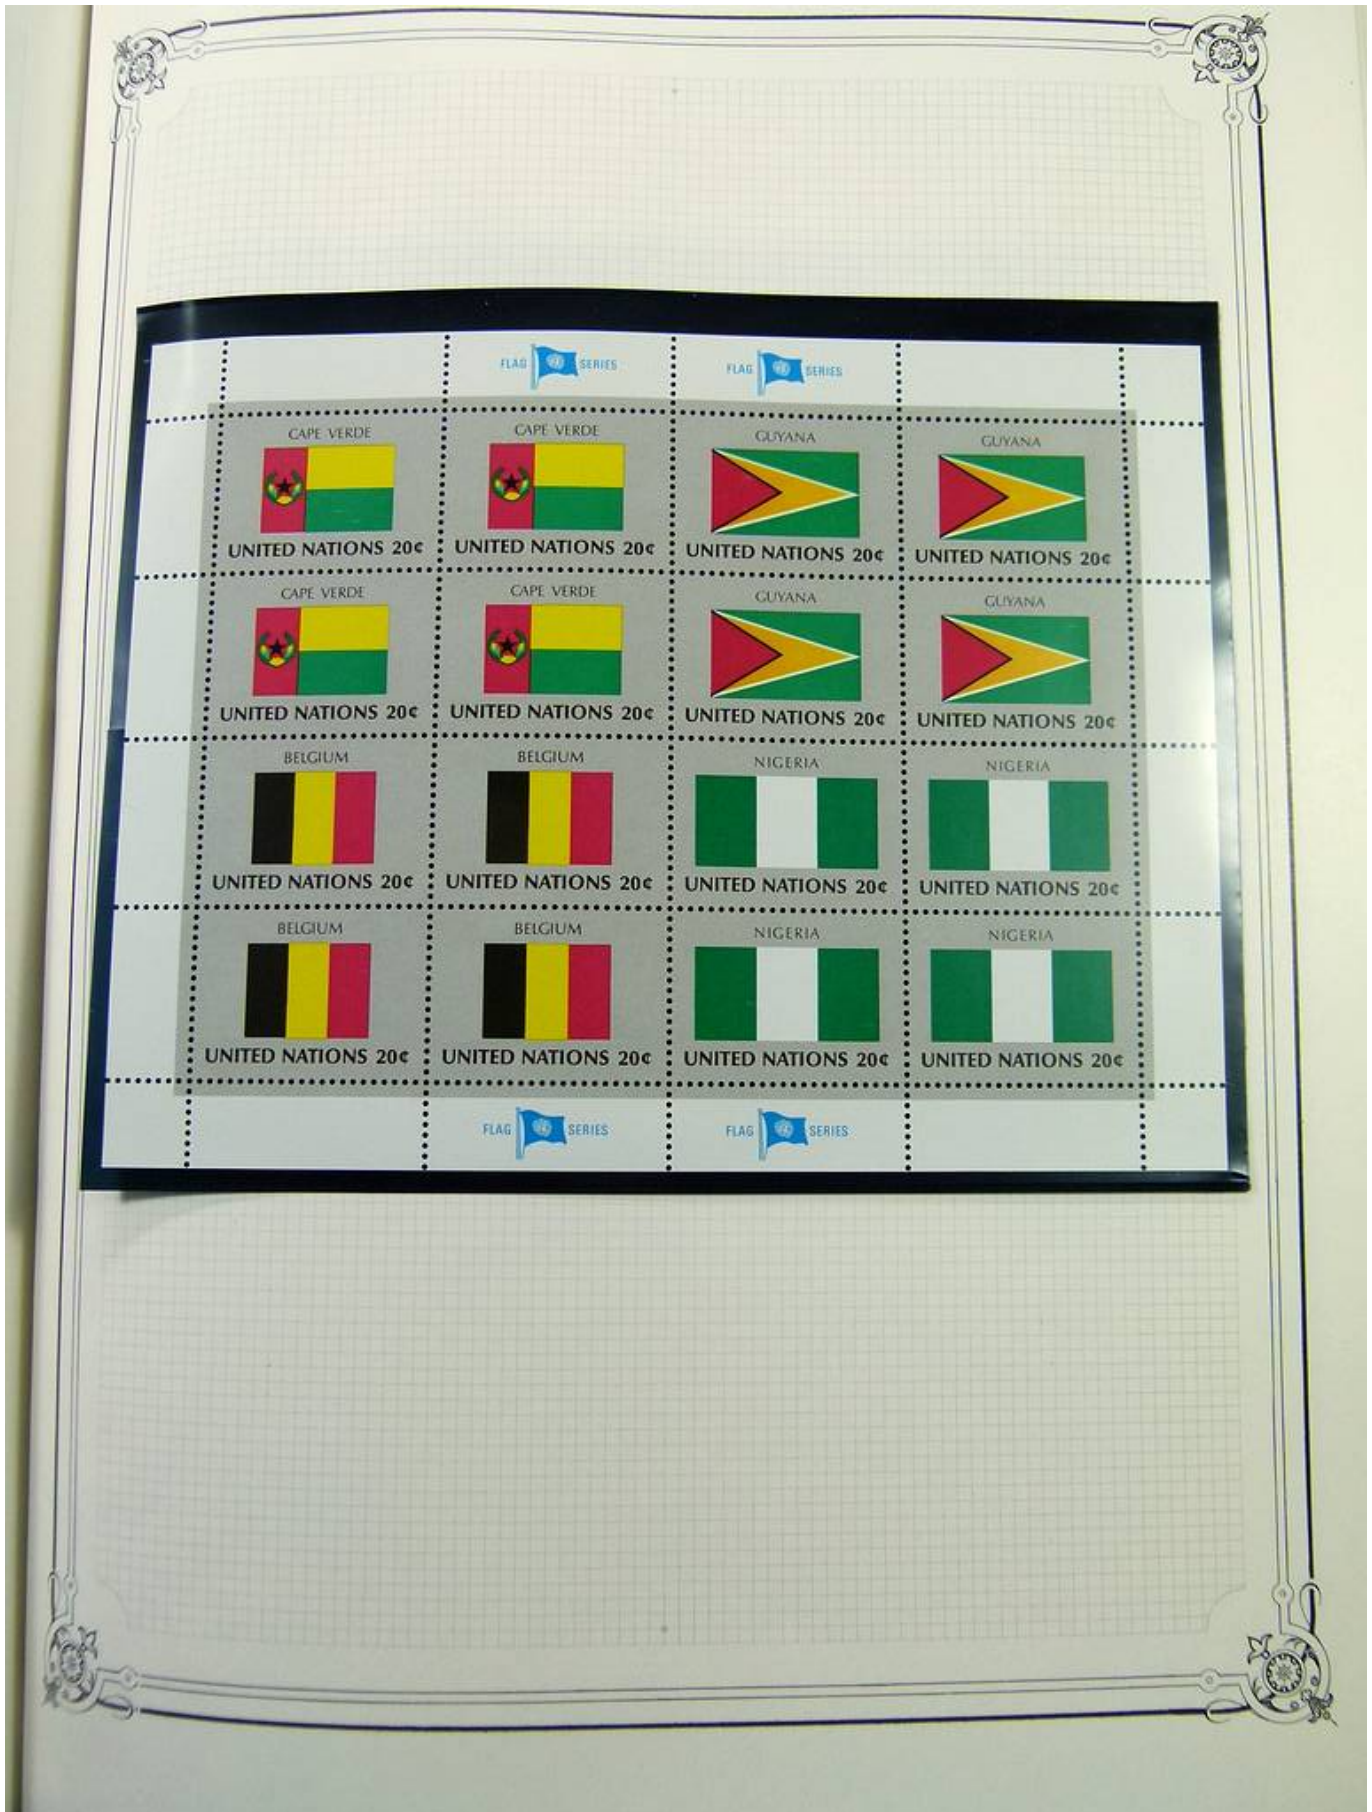 FLAG SERIES FLAG SERIES
CAPE VERDE CAPE VERDE GUYANA GUYANA
UNITED NATIONS 20¢ UNITED NATIONS 20¢ UNITED NATIONS 20¢ UNITED NATIONS 20¢
CAPE VERDE CAPE VERDE GUYANA GUYANA
UNITED NATIONS 20¢ UNITED NATIONS 20¢ UNITED NATIONS 20¢ UNITED NATIONS 20¢
BELGIUM BELGIUM NIGERIA NIGERIA
UNITED NATIONS 20¢ UNITED NATIONS 20¢ UNITED NATIONS 20¢ UNITED NATIONS 20¢
BELGIUM BELGIUM NIGERIA NIGERIA
UNITED NATIONS 20¢ UNITED NATIONS 20¢ UNITED NATIONS 20¢ UNITED NATIONS 20¢
FLAG SERIES FLAG SERIES